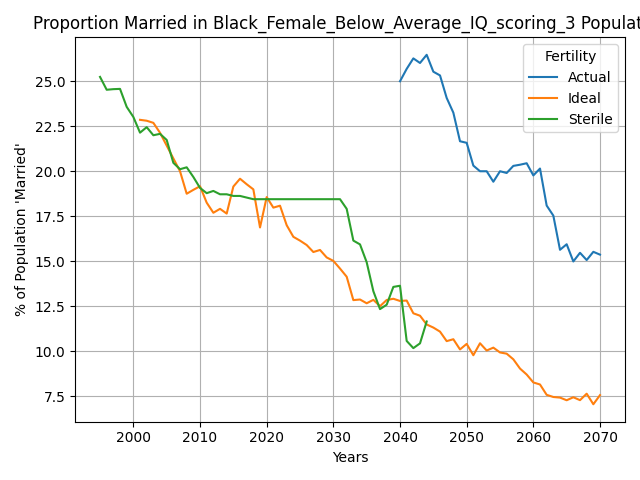 Proportion Married in Black_Female_Below_Average_IQ_scoring_3 Populat
Fertility
Actual
Ideal
Sterile
% of Population 'Married'
25.0
22.5
20.0
17.5
15.0
12.5
10.0
7.5
2000 2010 2020 2030 2040 2050 2060 2070
Years